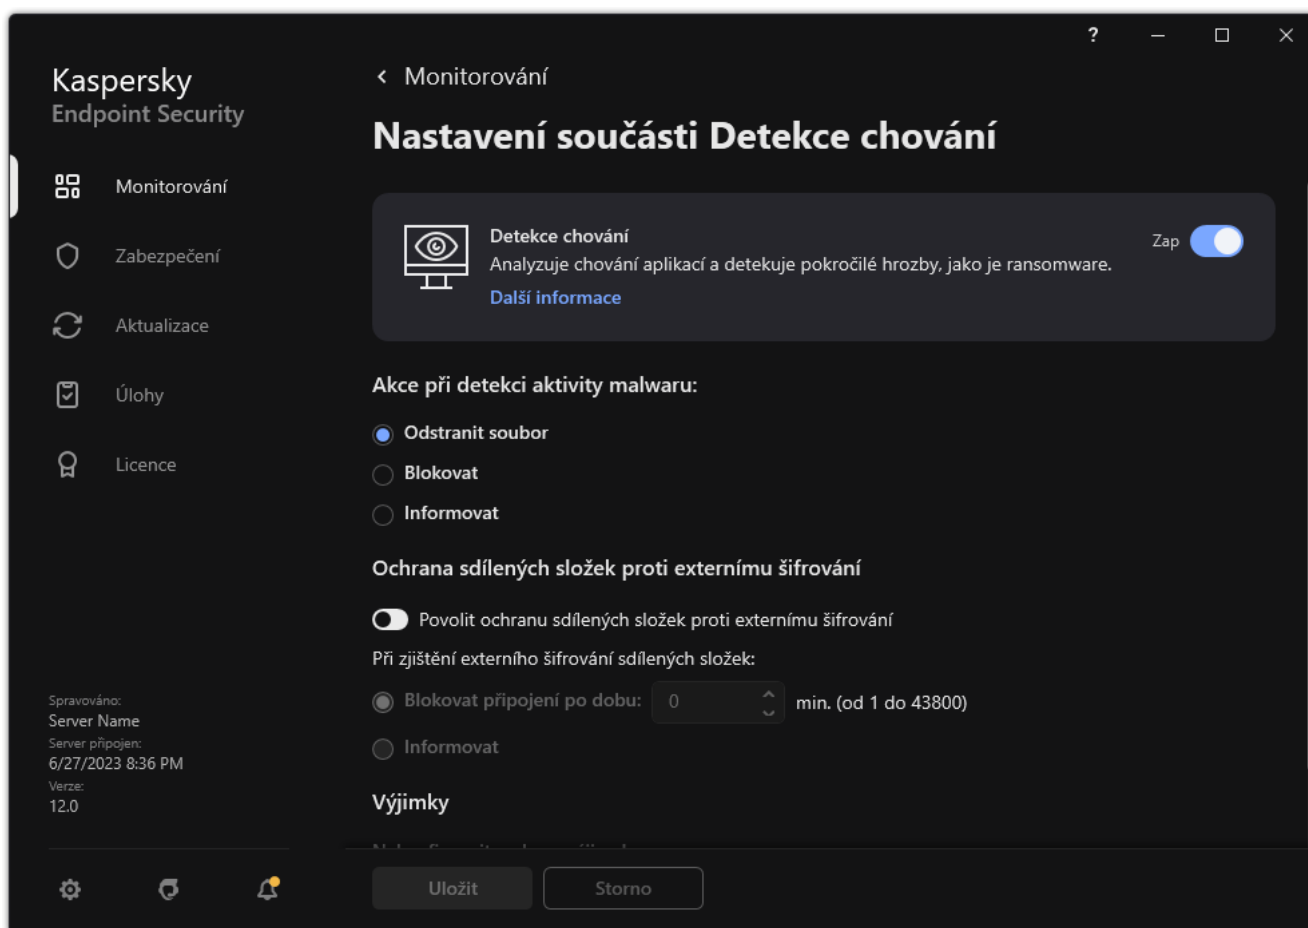 ?
Kaspersky
Endpoint Security
Monitorování
Zabezpečení
Aktualizace
Úlohy
Licence
Spravováno:
Server Name
Server připojen:
6/27/2023 8:36 PM
Verze:
12.0
Monitorování
Nastavení součásti Detekce chování
Detekce chování
Zap
Analyzuje chování aplikací a detekuje pokročilé hrozby, jako je ransomware.
Další informace
Akce při detekci aktivity malwaru:
Odstranit soubor
Blokovat
Informovat
Ochrana sdílených složek proti externímu šifrování
Povolit ochranu sdílených složek proti externímu šifrování
Při zjištění externího šifrování sdílených složek:
Blokovat připojení po dobu: 0 min. (od 1 do 43800)
Informovat
Výjimky
Uložit
Storno